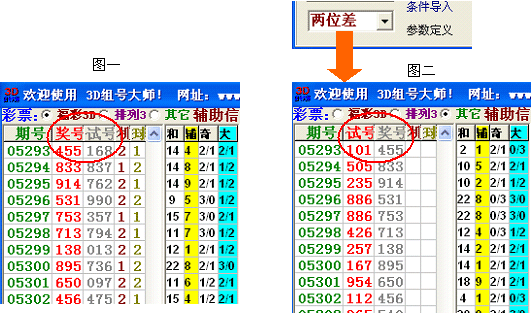 条件导入
两位差
参数定义
图一
图二
3D 欢迎使用 3D组号大师! 网址: www
彩票: 福彩3D 排列3 其它 辅助信
期号 奖号 试号 和 辅 奇 大
05293 455 168 2 1 14 4 2/1 2/1
05294 833 837 1 2 14 8 2/1 1/2
05295 914 762 2 1 14 9 2/1 1/2
05296 531 990 2 2 9 5 3/0 1/2
05297 753 357 1 1 15 7 3/0 2/1
05298 713 794 2 1 11 7 3/0 1/2
05299 138 013 2 2 12 1 2/1 1/2
05300 895 736 1 2 22 8 2/1 3/0
05301 650 097 2 2 11 6 1/2 2/1
05302 456 475 2 1 15 4 1/2 2/1
3D 欢迎使用 3D组号大师! 网址: www
彩票: 福彩3D 排列3 其它 辅助信
期号 试号 奖号 和 辅 奇 大
05293 101 455 2 1 2/1 0/3
05294 505 833 10 5 2/1 2/1
05295 235 914 10 2 2/1 1/2
05296 886 531 22 8 0/3 3/0
05297 886 753 22 8 0/3 3/0
05298 426 713 12 4 0/3 1/2
05299 257 138 14 2 2/1 2/1
05300 167 895 14 1 2/1 2/1
05301 954 650 18 9 2/1 2/1
05302 112 456 4 1 2/1 0/3